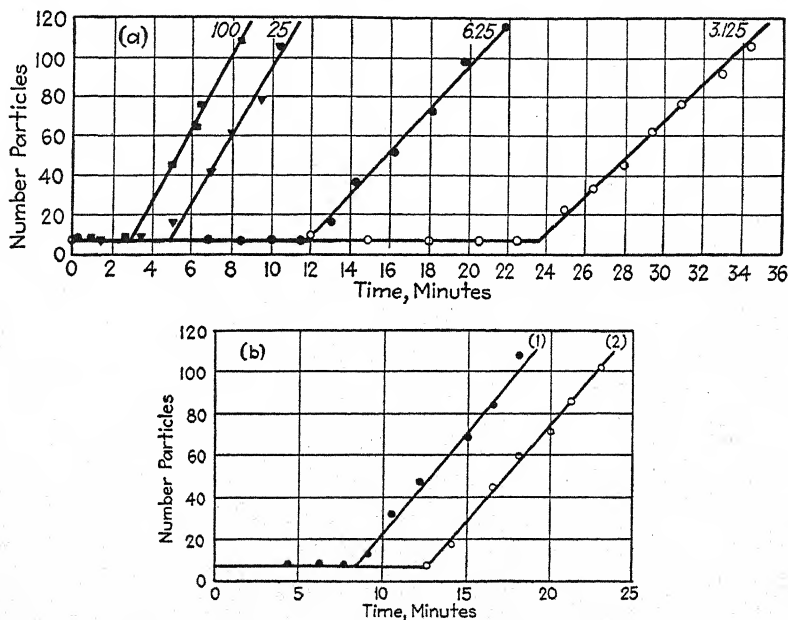 (a)
100 25 6.25 3.125
120
100
80
60
40
20
0
Number Particles
0 2 4 6 8 10 12 14 16 18 20 22 24 26 28 30 32 34 36
Time, Minutes
(b)
(1) (2)
120
100
80
60
40
20
0
Number Particles
0 5 10 15 20 25
Time, Minutes